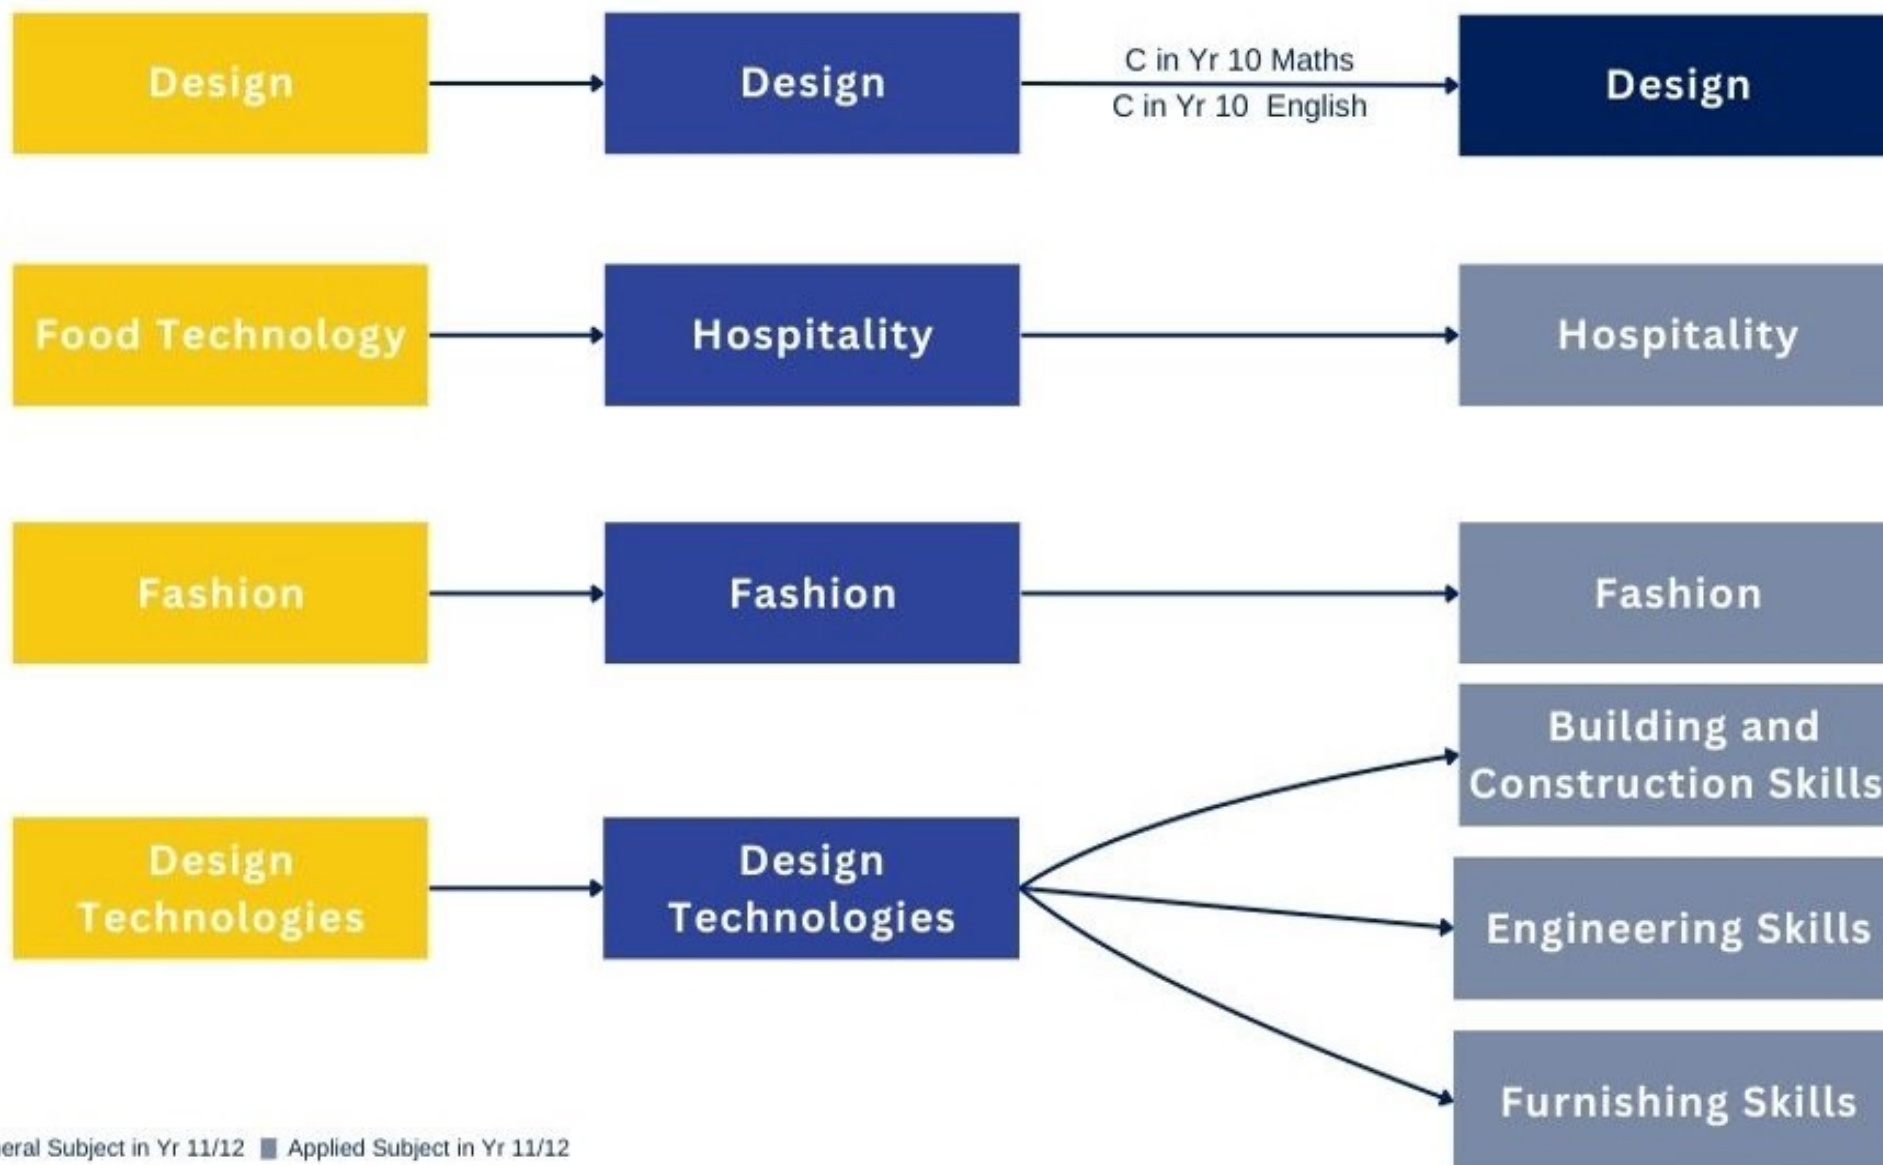 Design
Design
C in Yr 10 Maths
C in Yr 10 English
Design
Food Technology
Hospitality
Hospitality
Fashion
Fashion
Fashion
Building and
Construction Skills
Design
Technologies
Design
Technologies
Engineering Skills
Furnishing Skills
Subject in Yr 11/12
Applied Subject in Yr 11/12